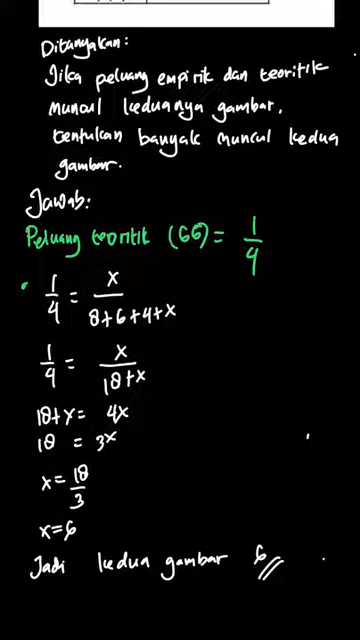 Ditanyakan:
Jika peluang empirik dan teoritik
muncul keduanya gambar,
tentukan banyak muncul kedua
gambar.
Jawab:
Peluang teoritik (GG) = 1/4
1/4 = x/(8+6+4+x)
1/4 = x/(18+x)
18+x = 4x
18 = 3x
x = 18/3
x = 6
Jadi kedua gambar 6 //